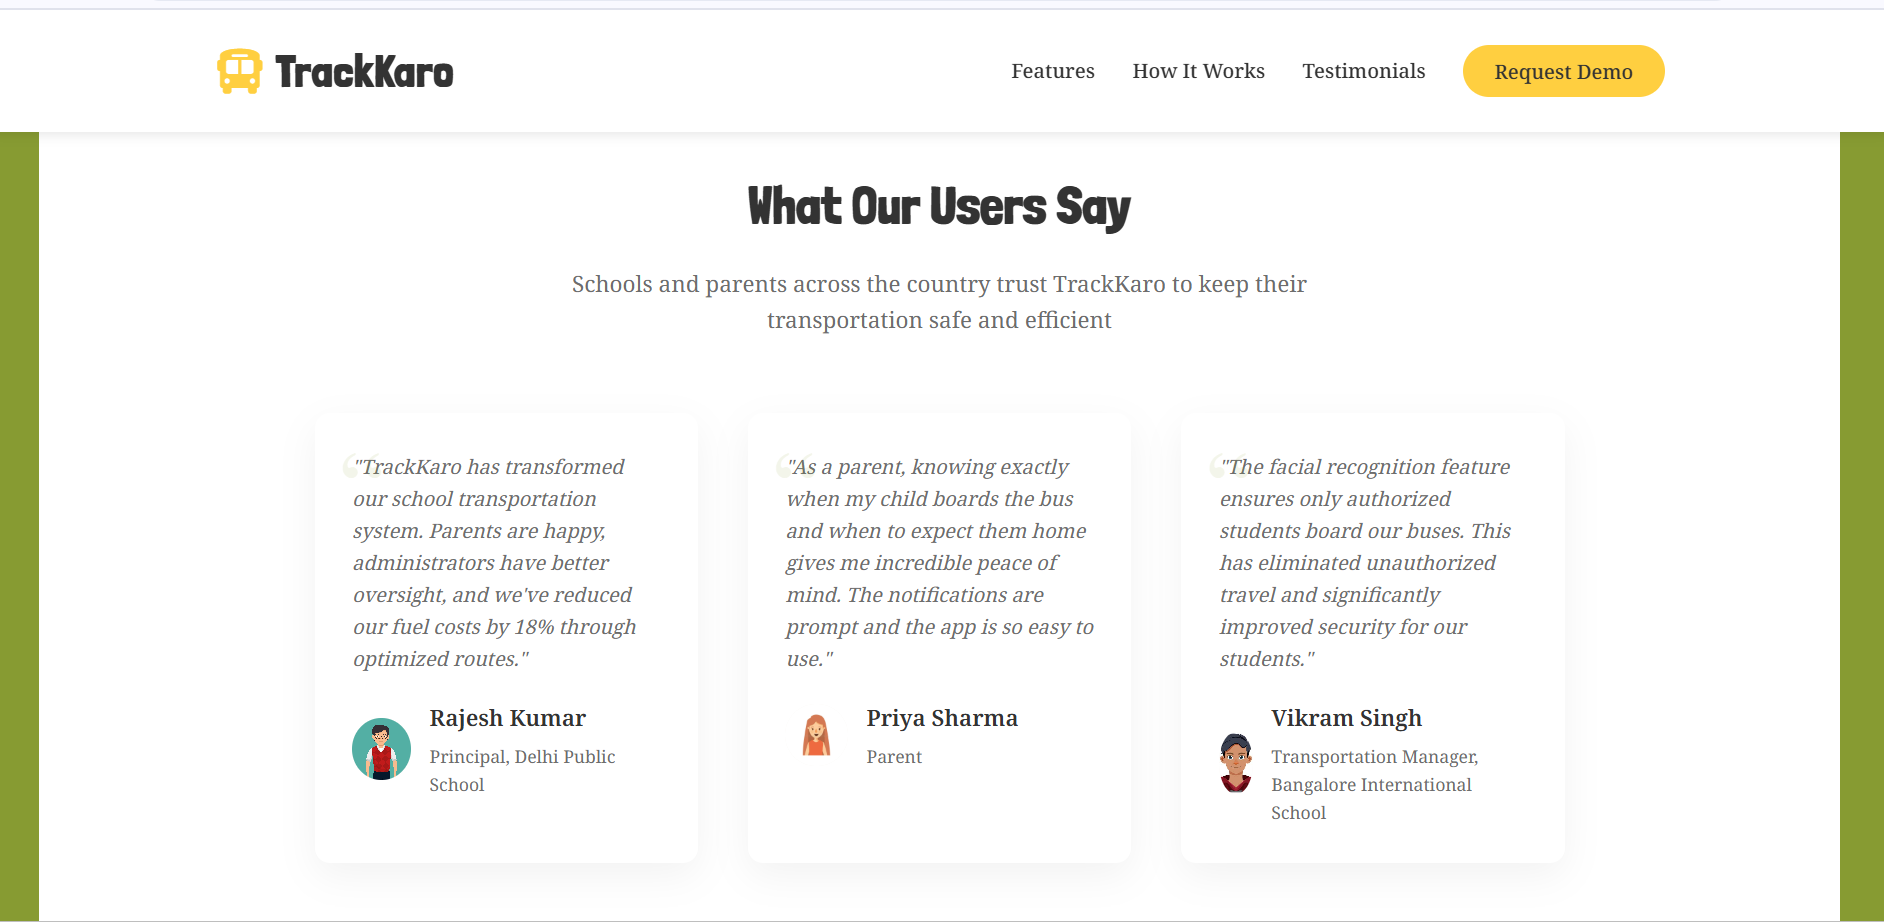 TrackKaro
Features
How It Works
Testimonials
Request Demo
What Our Users Say
Schools and parents across the country trust TrackKaro to keep their
transportation safe and efficient
"TrackKaro has transformed
our school transportation
system. Parents are happy,
administrators have better
oversight, and we've reduced
our fuel costs by 18% through
optimized routes."
Rajesh Kumar
Principal, Delhi Public
School
"As a parent, knowing exactly
when my child boards the bus
and when to expect them home
gives me incredible peace of
mind. The notifications are
prompt and the app is so easy to
use."
Priya Sharma
Parent
"The facial recognition feature
ensures only authorized
students board our buses. This
has eliminated unauthorized
travel and significantly
improved security for our
students."
Vikram Singh
Transportation Manager,
Bangalore International
School